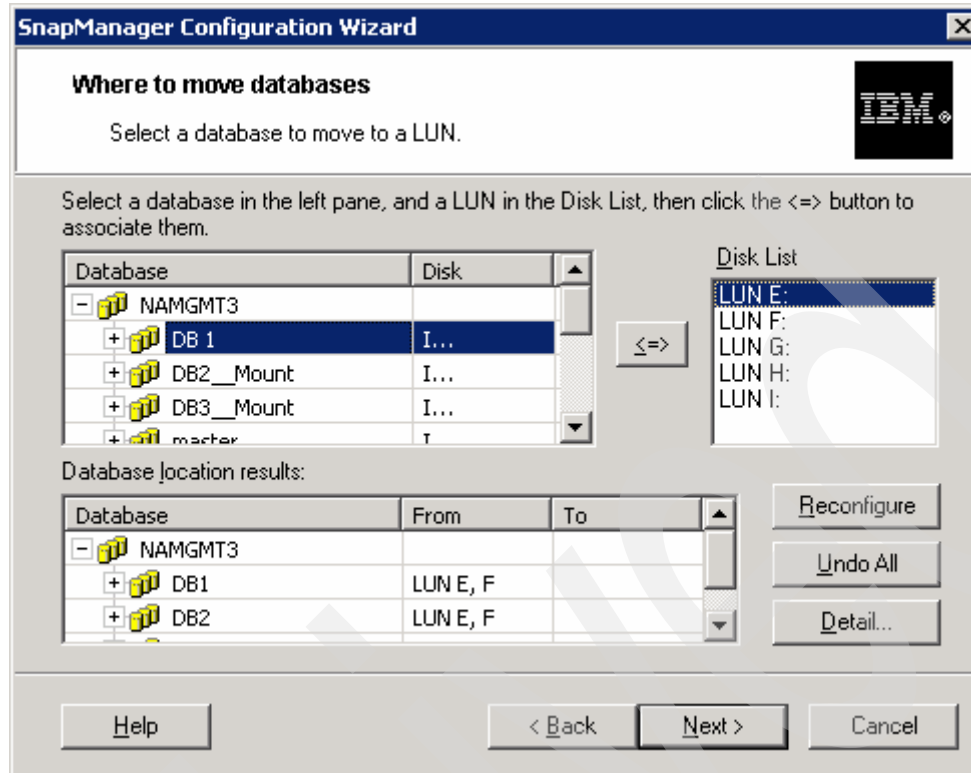 SnapManager Configuration Wizard
Where to move databases
Select a database to move to a LUN.
IBM®
Select a database in the left pane, and a LUN in the Disk List, then click the <=> button to
associate them.
Database Disk
NAMGMT3
DB 1 I...
DB2__Mount I...
DB3__Mount I...
master I
<=>
Disk List
LUN E:
LUN F:
LUN G:
LUN H:
LUN I:
Database location results:
Database From To
NAMGMT3
DB1 LUN E, F
DB2 LUN E, F
Reconfigure
Undo All
Detail...
Help
< Back
Next >
Cancel